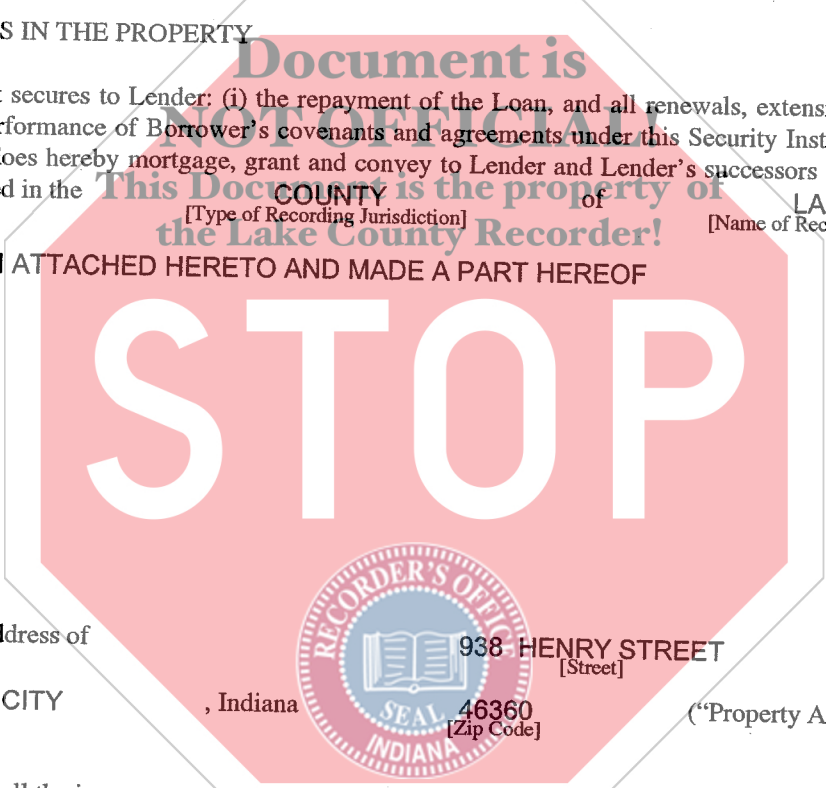 S IN THE PROPERTY
Document is
secures to Lender: (i) the repayment of the Loan, and all renewals, extens
NOT OFFICIAL!
rformance of Borrower's covenants and agreements under this Security Inst
oes hereby mortgage, grant and convey to Lender and Lender's successors
d in the COUNTY of LA
This Document is the property of
[Type of Recording Jurisdiction] [Name of Rec
the Lake County Recorder!
ATTACHED HERETO AND MADE A PART HEREOF
STOP
RECORDER'S OFFICE
SEAL
INDIANA
dress of 938 HENRY STREET
[Street]
CITY , Indiana 46360 ("Property A
[Zip Code]